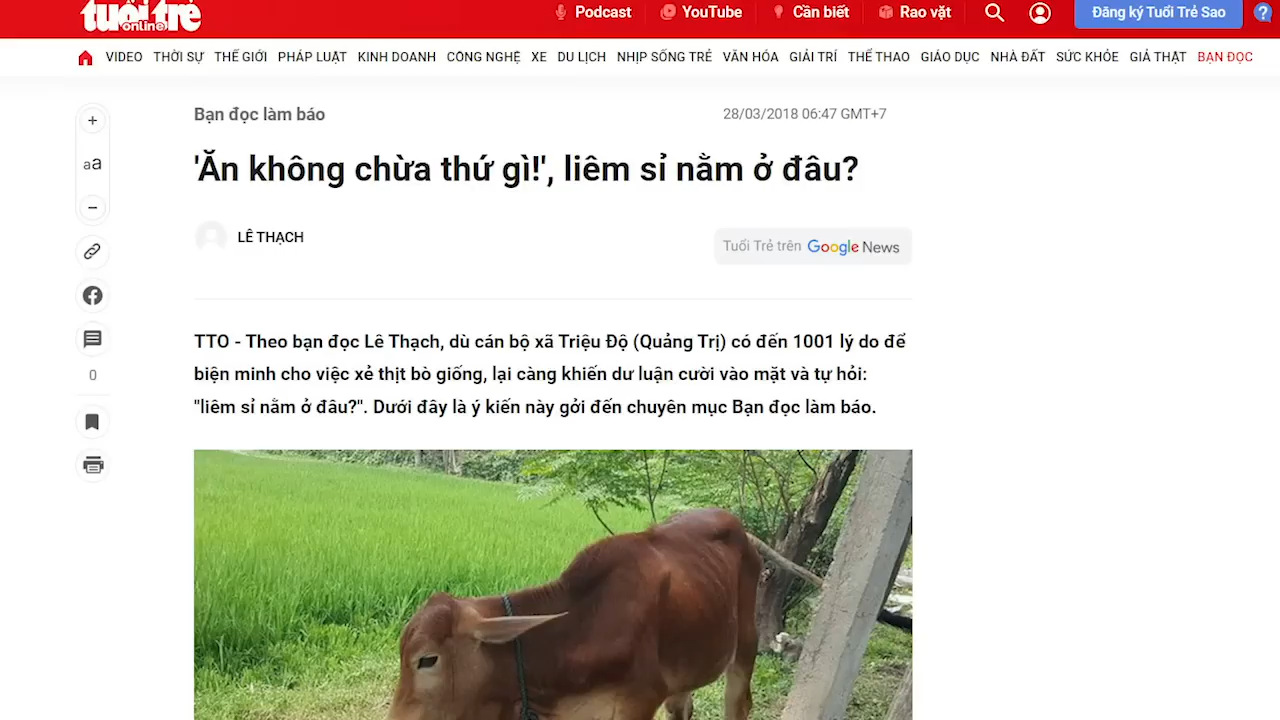 tuổi trẻ
online
Podcast
YouTube
Cần biết
Rao vặt
Đăng ký Tuổi Trẻ Sao
?
VIDEO THỜI SỰ THẾ GIỚI PHÁP LUẬT KINH DOANH CÔNG NGHỆ XE DU LỊCH NHỊP SỐNG TRẺ VĂN HÓA GIẢI TRÍ THỂ THAO GIÁO DỤC NHÀ ĐẤT SỨC KHỎE GIẢ THẬT BẠN ĐỌC
+
aa
−
0
Bạn đọc làm báo
28/03/2018 06:47 GMT+7
'Ăn không chừa thứ gì!', liêm sỉ nằm ở đâu?
LÊ THẠCH
Tuổi Trẻ trên Google News
TTO - Theo bạn đọc Lê Thạch, dù cán bộ xã Triệu Độ (Quảng Trị) có đến 1001 lý do để
biện minh cho việc xẻ thịt bò giống, lại càng khiến dư luận cười vào mặt và tự hỏi:
"liêm sỉ nằm ở đâu?". Dưới đây là ý kiến này gởi đến chuyên mục Bạn đọc làm báo.